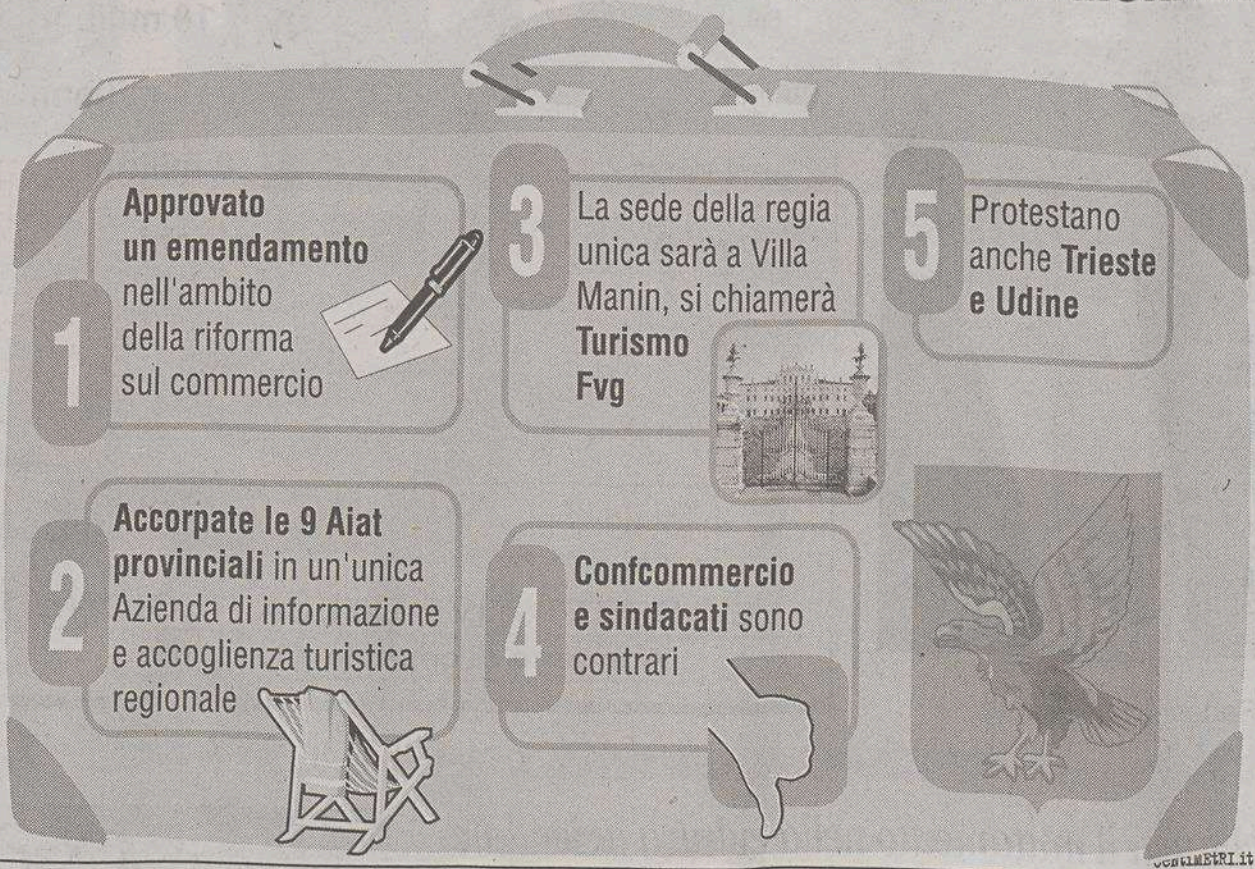 1
Approvato
un emendamento
nell'ambito
della riforma
sul commercio
2
Accorpate le 9 Aiat
provinciali in un'unica
Azienda di informazione
e accoglienza turistica
regionale
3
La sede della regia
unica sarà a Villa
Manin, si chiamerà
Turismo
Fvg
4
Confcommercio
e sindacati sono
contrari
5
Protestano
anche Trieste
e Udine